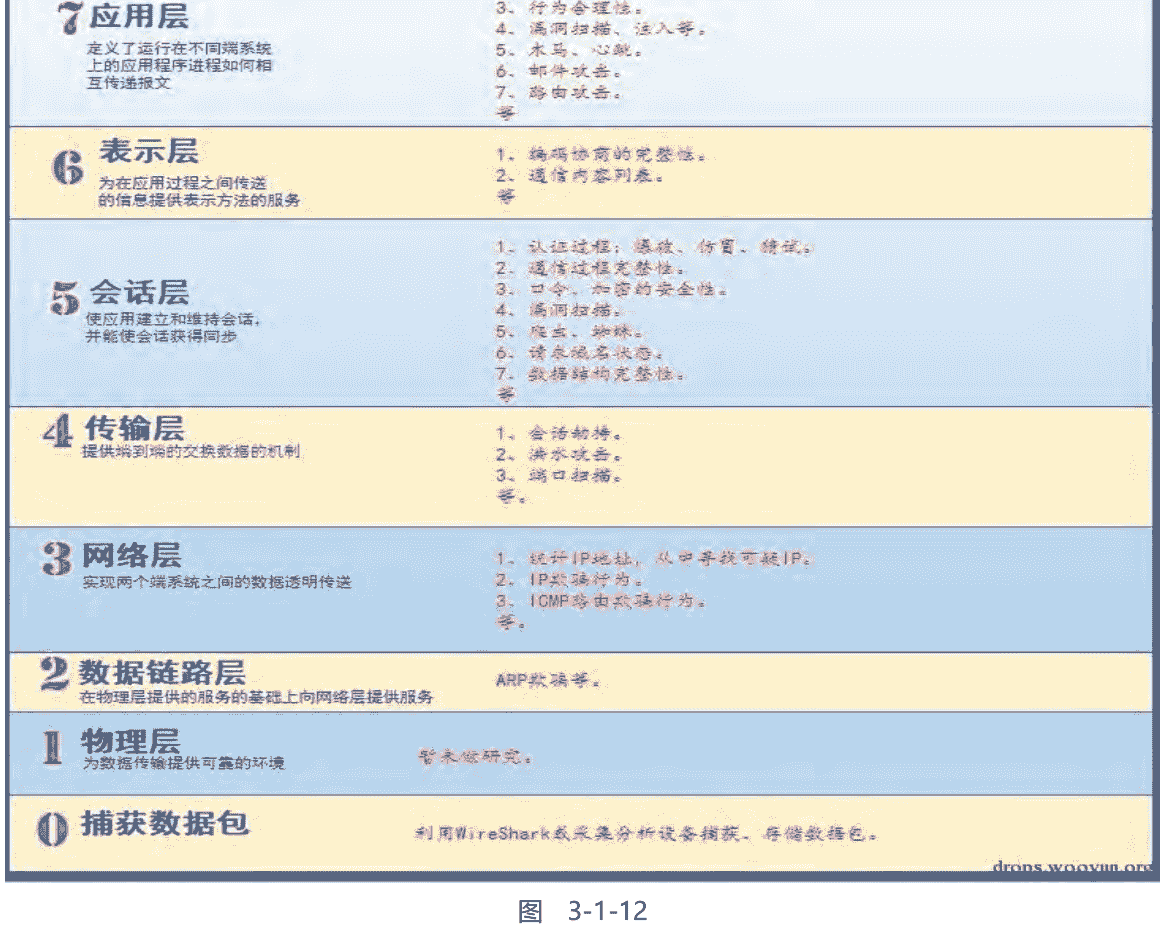 3、行为合理性。
7 应用层
4、漏洞扫描、注入等。
定义了运行在不同端系统
上的应用程序进程如何相
互传递报文
5、木马、心跳。
6、邮件攻击。
7、路由攻击。
等
6 表示层
为在应用过程之间传送
的信息提供表示方法的服务
1、编码协商的完整性。
2、通信内容列表。
等
5 会话层
使应用建立和维持会话，
并能使会话获得同步
1、认证过程：爆破、仿冒、猜试。
2、通信过程完整性。
3、口令、加密的安全性。
4、漏洞扫描。
5、爬虫、蜘蛛。
6、请求域名状态。
7、数据结构完整性。
等
4 传输层
提供端到端的交换数据的机制
1、会话劫持。
2、洪水攻击。
3、端口扫描。
等。
3 网络层
实现两个端系统之间的数据透明传送
1、统计IP地址，从中寻找可疑IP。
2、IP欺骗行为。
3、ICMP路由欺骗行为。
等。
2 数据链路层
在物理层提供的服务的基础上向网络层提供服务
ARP欺骗等。
1 物理层
为数据传输提供可靠的环境
暂未做研究。
0 捕获数据包
利用WireShark或采集分析设备捕获、存储数据包。
drops.wooyun.org
图 3-1-12